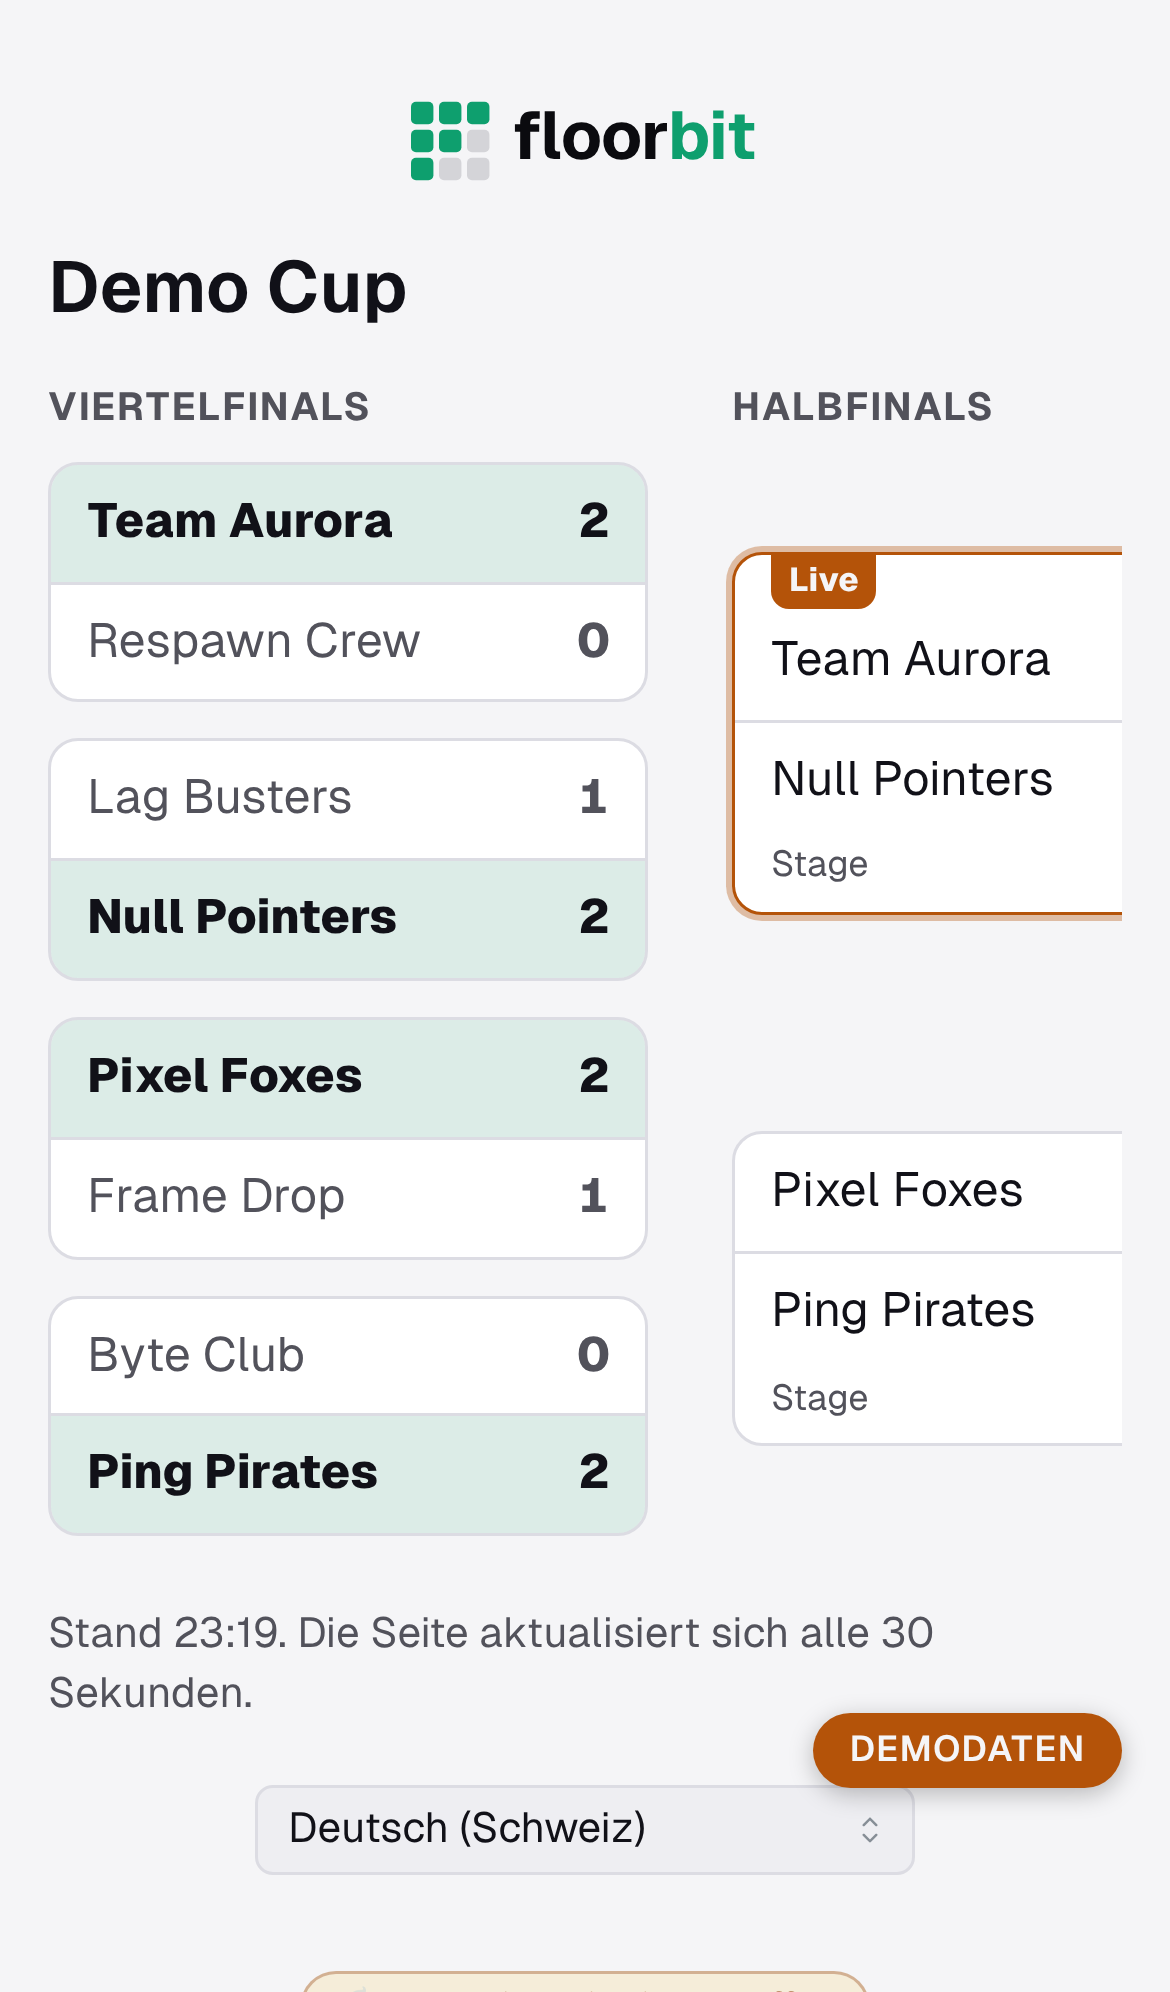 floorbit
Demo Cup
VIERTELFINALS
Team Aurora 2
Respawn Crew 0
Lag Busters 1
Null Pointers 2
Pixel Foxes 2
Frame Drop 1
Byte Club 0
Ping Pirates 2
HALBFINALS
Live
Team Aurora
Null Pointers
Stage
Pixel Foxes
Ping Pirates
Stage
Stand 23:19. Die Seite aktualisiert sich alle 30
Sekunden.
DEMODATEN
Deutsch (Schweiz)